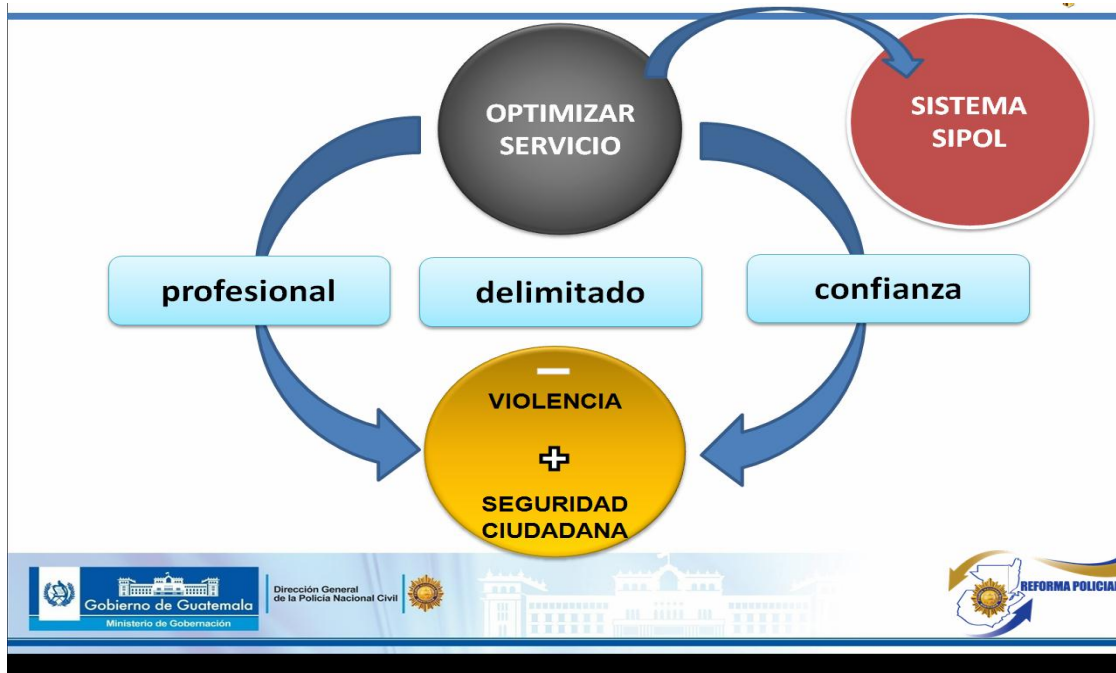 OPTIMIZAR
SERVICIO
SISTEMA
SIPOL
profesional
delimitado
confianza
VIOLENCIA
+
SEGURIDAD
CIUDADANA
Gobierno de Guatemala
Ministerio de Gobernación
Dirección General
de la Policía Nacional Civil
REFORMA POLICIAL